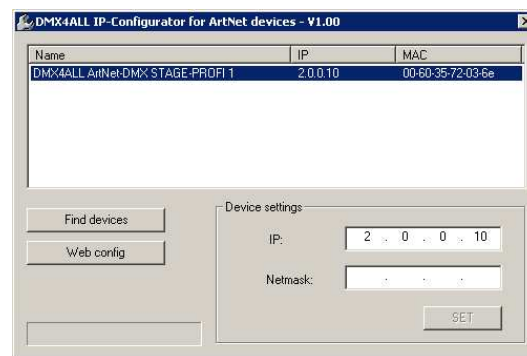 DMX4ALL IP-Configurator for ArtNet devices - V1.00
Name IP MAC
DMX4ALL ArtNet-DMX STAGE-PROFI 1 2.0.0.10 00-60-35-72-03-6e
Find devices
Web config
Device settings
IP: 2 . 0 . 0 . 10
Netmask: . . .
SET